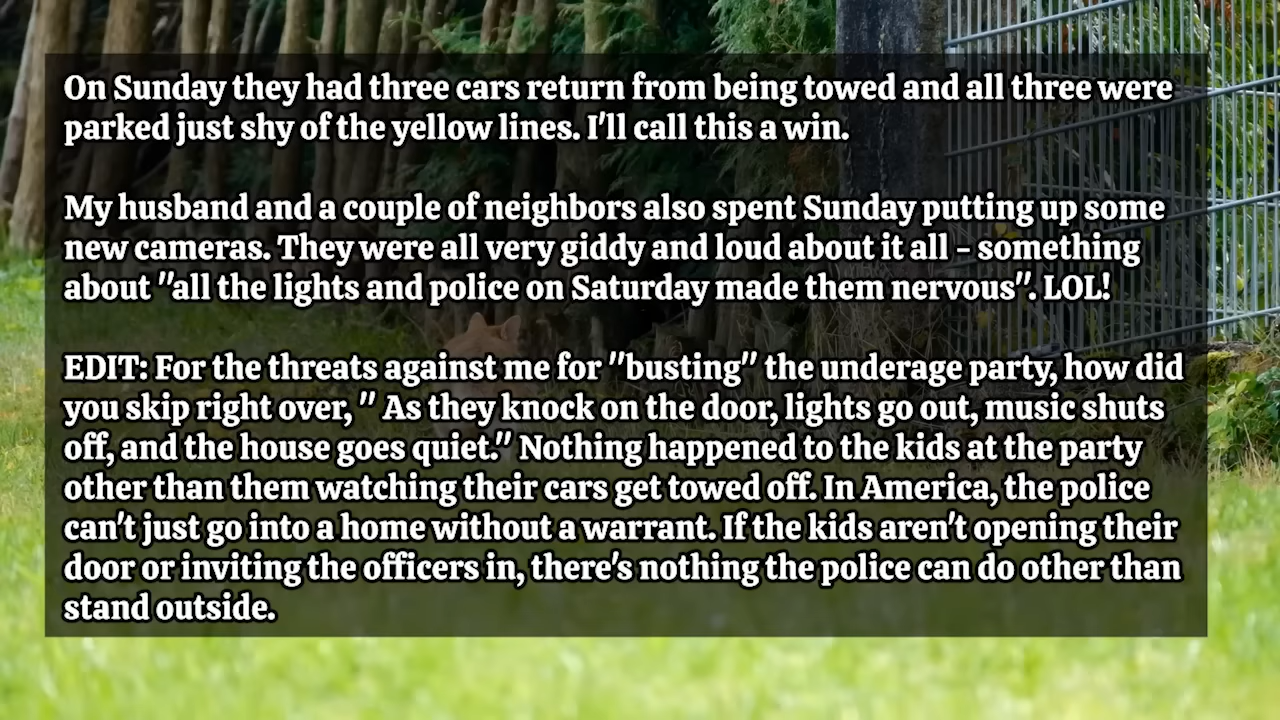 On Sunday they had three cars return from being towed and all three were
parked just shy of the yellow lines. I'll call this a win.
My husband and a couple of neighbors also spent Sunday putting up some
new cameras. They were all very giddy and loud about it all - something
about "all the lights and police on Saturday made them nervous". LOL!
EDIT: For the threats against me for "busting" the underage party, how did
you skip right over, " As they knock on the door, lights go out, music shuts
off, and the house goes quiet." Nothing happened to the kids at the party
other than them watching their cars get towed off. In America, the police
can't just go into a home without a warrant. If the kids aren't opening their
door or inviting the officers in, there's nothing the police can do other than
stand outside.